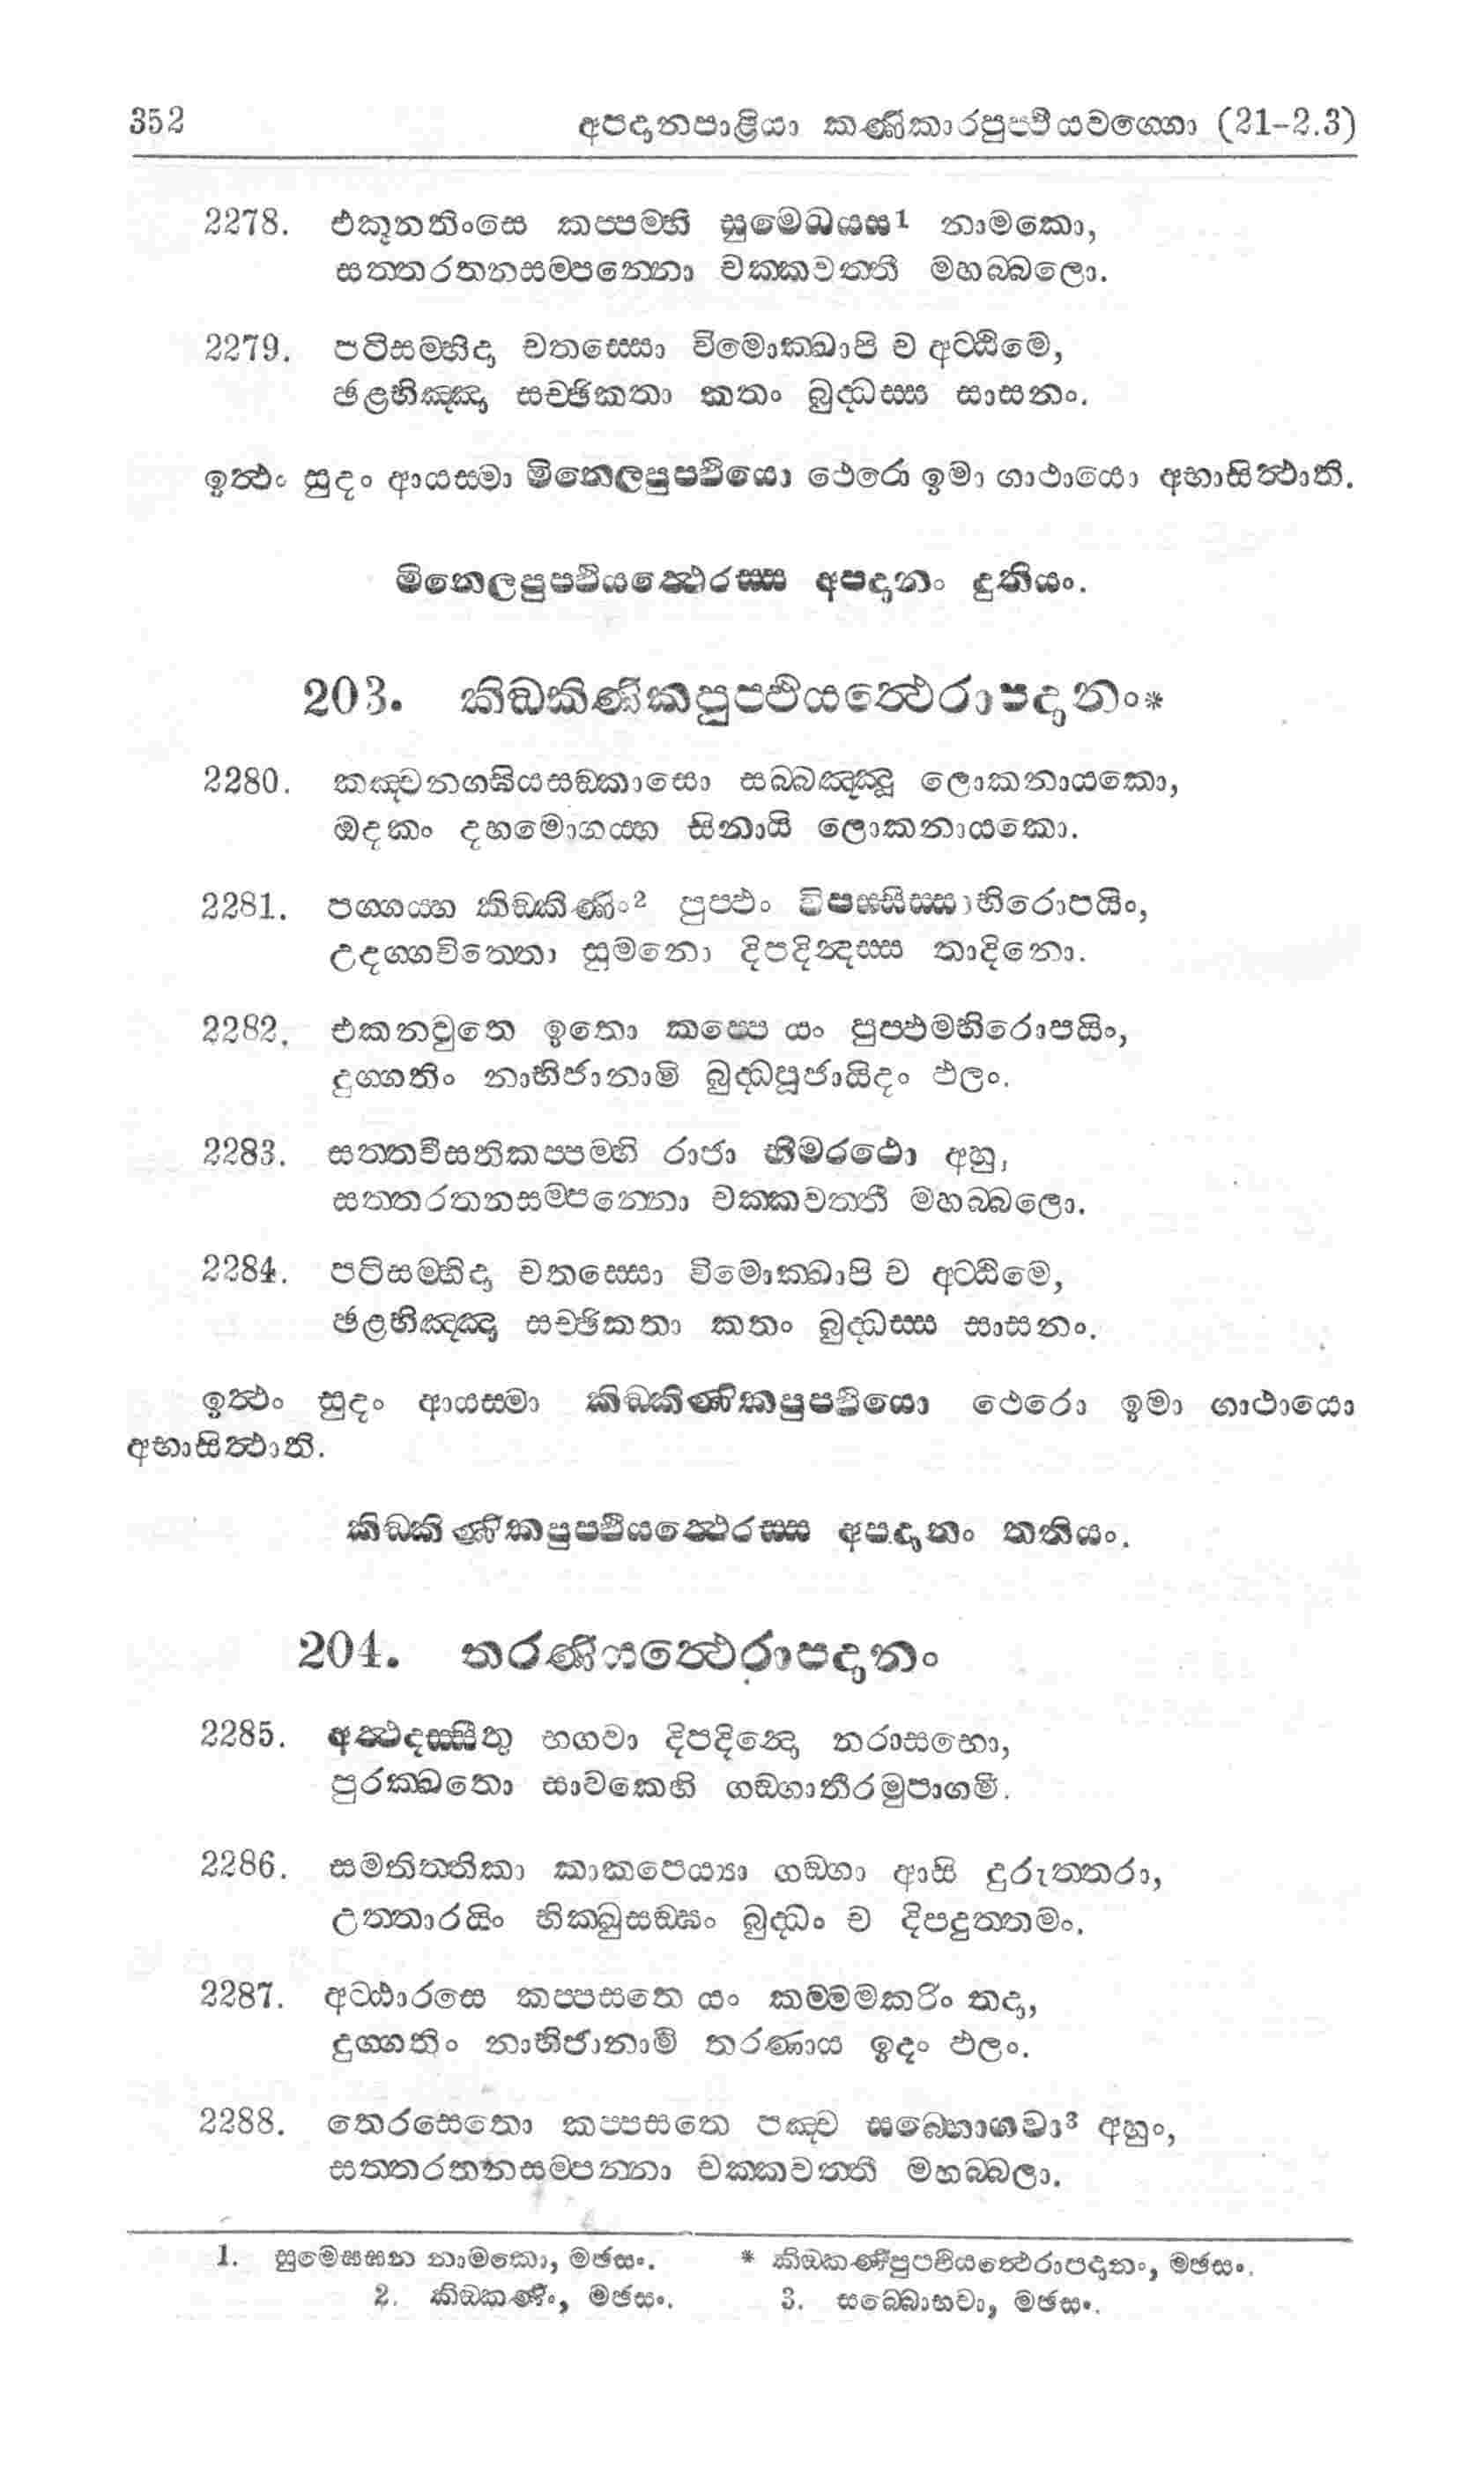 352 අපදානපාළියා කණිකාරපුප්ඵියවග්ගො (21-2.3)
2278. එකූනතිංසෙ කප්පම්හි සුමෙඝයස1 නාමකො,
සත්තරතනසම්පන්නො චක්කවත්තී මහබ්බලො.
2279. පටිසම්භිදා චතස්සො විමොක්ඛාපි ච අට්ඨිමෙ,
ඡළභිඤ්ඤා සච්ඡිකතා කතං බුද්ධස්ස සාසනං.
ඉත්ථං සුදං ආයස්මා මිනෙලපුප්ඵියො ථෙරො ඉමා ගාථායො අභාසිත්ථාති.
මිනෙලපුප්ඵියත්ථෙරස්ස අපදානං දුතියං.
203. කිඞ්කිණිකපුප්ඵියත්ථෙරාපදානං*
2280. කඤ්චනග්ඝියසඞ්කාසො සබ්බඤ්ඤූ ලොකනායකො,
ඔදකං දහමොගය්හ සිනායි ලොකනායකො.
2281. පග්ගය්හ කිඞ්කිණිං2 පුප්ඵං විපස්සිස්සාභිරොපයිං,
උදග්ගචිත්තො සුමනො දිපදින්දස්ස තාදිනො.
2282. එකනවුතෙ ඉතො කප්පෙ යං පුප්ඵමභිරොපයිං,
දුග්ගතිං නාභිජානාමි බුද්ධපූජායිදං ඵලං.
2283. සත්තවීසතිකප්පම්හි රාජා භීමරථො අහු,
සත්තරතනසම්පන්නො චක්කවත්තී මහබ්බලො.
2284. පටිසම්භිදා චතස්සො විමොක්ඛාපි ච අට්ඨිමෙ,
ඡළභිඤ්ඤා සච්ඡිකතා කතං බුද්ධස්ස සාසනං.
ඉත්ථං සුදං ආයස්මා කිඞ්කිණිකපුප්ඵියො ථෙරො ඉමා ගාථායො
අභාසිත්ථාති.
කිඞ්කිණිකපුප්ඵියත්ථෙරස්ස අපදානං තතියං.
204. තරණියත්ථෙරාපදානං
2285. අත්ථදස්සීතු භගවා දිපදින්දො නරාසභො,
පුරක්ඛතො සාවකෙහි ගඞ්ගාතීරමුපාගමි.
2286. සමතිත්තිකා කාකපෙය්‍යා ගඞ්ගා ආසි දුරුත්තරා,
උත්තාරයිං භික්ඛුසඞ්ඝං බුද්ධං ච දිපදුත්තමං.
2287. අට්ඨාරසෙ කප්පසතෙ යං කම්මමකරිං තදා,
දුග්ගතිං නාභිජානාමි තරණාය ඉදං ඵලං.
2288. තෙරසෙතො කප්පසතෙ පඤ්ච සබ්භොගවා3 අහුං,
සත්තරතනසම්පන්නා චක්කවත්තී මහබ්බලා.
1. සුමෙඝඝන නාමකො, මඡසං. * කිඞ්කණිපුප්ඵියත්ථෙරාපදානං, මඡසං.
2. කිඞ්කණිං, මඡසං. 3. සබ්බොභවා, මඡසං.